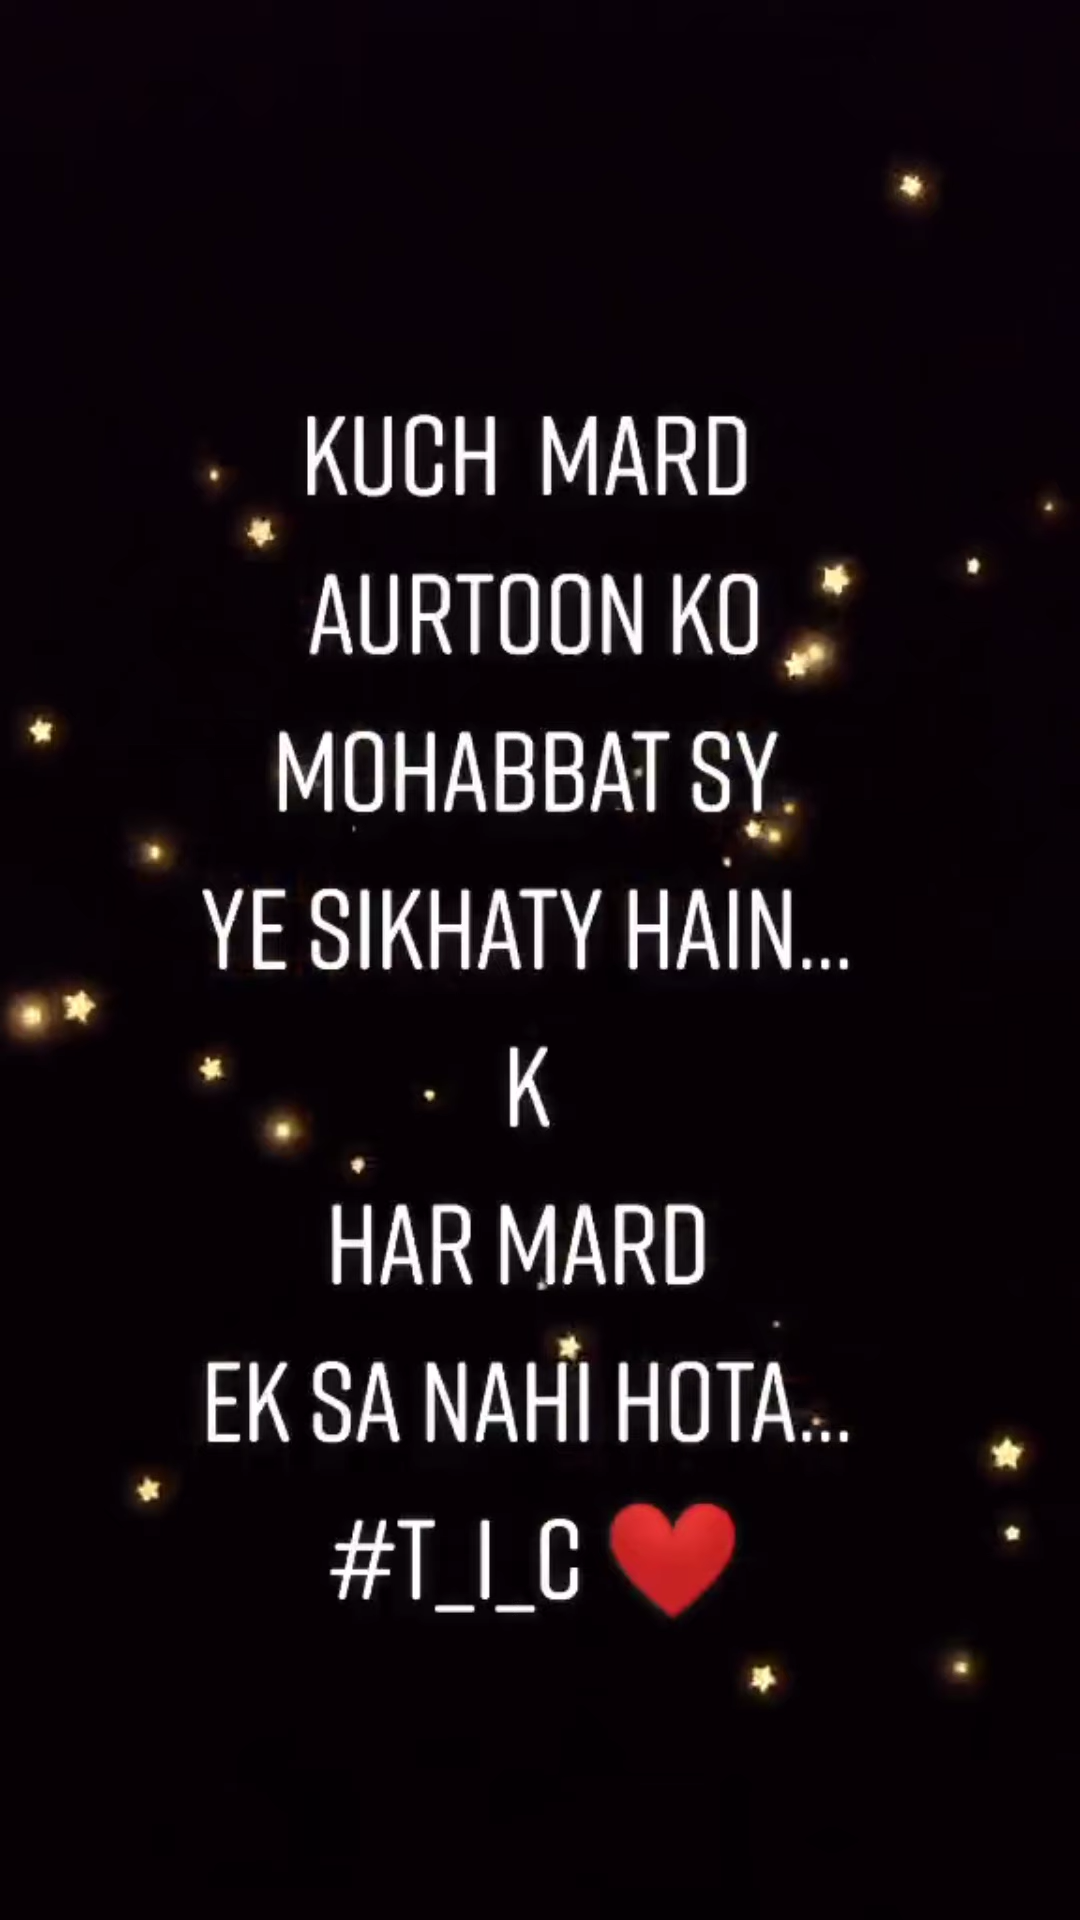 KUCH MARD
AURTOON KO
MOHABBAT SY
YE SIKHATY HAIN...
K
HAR MARD
EK SA NAHI HOTA...
#T_I_C ❤️